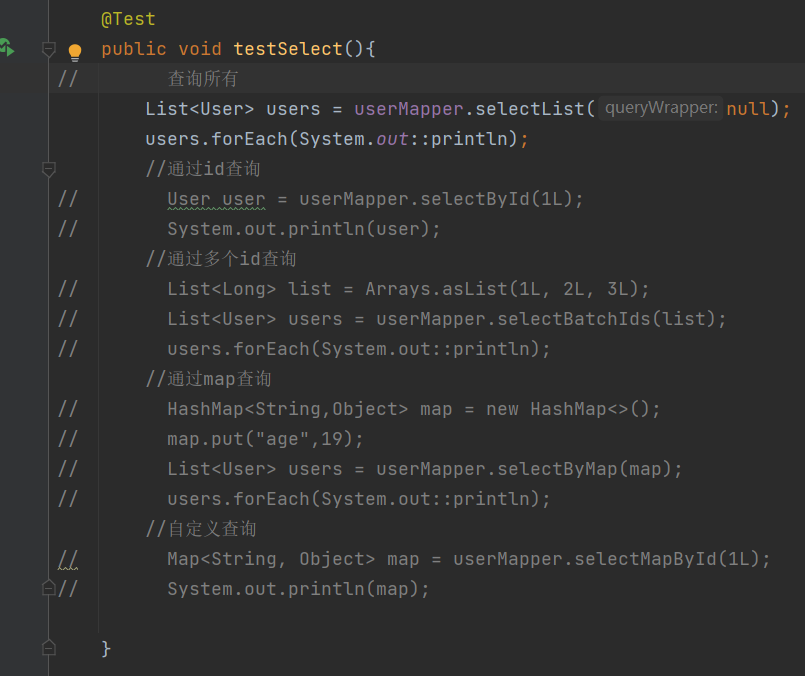 @Test
public void testSelect(){
//        查询所有
List<User> users = userMapper.selectList( queryWrapper: null);
users.forEach(System.out::println);
//通过id查询
//        User user = userMapper.selectById(1L);
//        System.out.println(user);
//通过多个id查询
//        List<Long> list = Arrays.asList(1L, 2L, 3L);
//        List<User> users = userMapper.selectBatchIds(list);
//        users.forEach(System.out::println);
//通过map查询
//        HashMap<String,Object> map = new HashMap<>();
//        map.put("age",19);
//        List<User> users = userMapper.selectByMap(map);
//        users.forEach(System.out::println);
//自定义查询
//        Map<String, Object> map = userMapper.selectMapById(1L);
//        System.out.println(map);
}